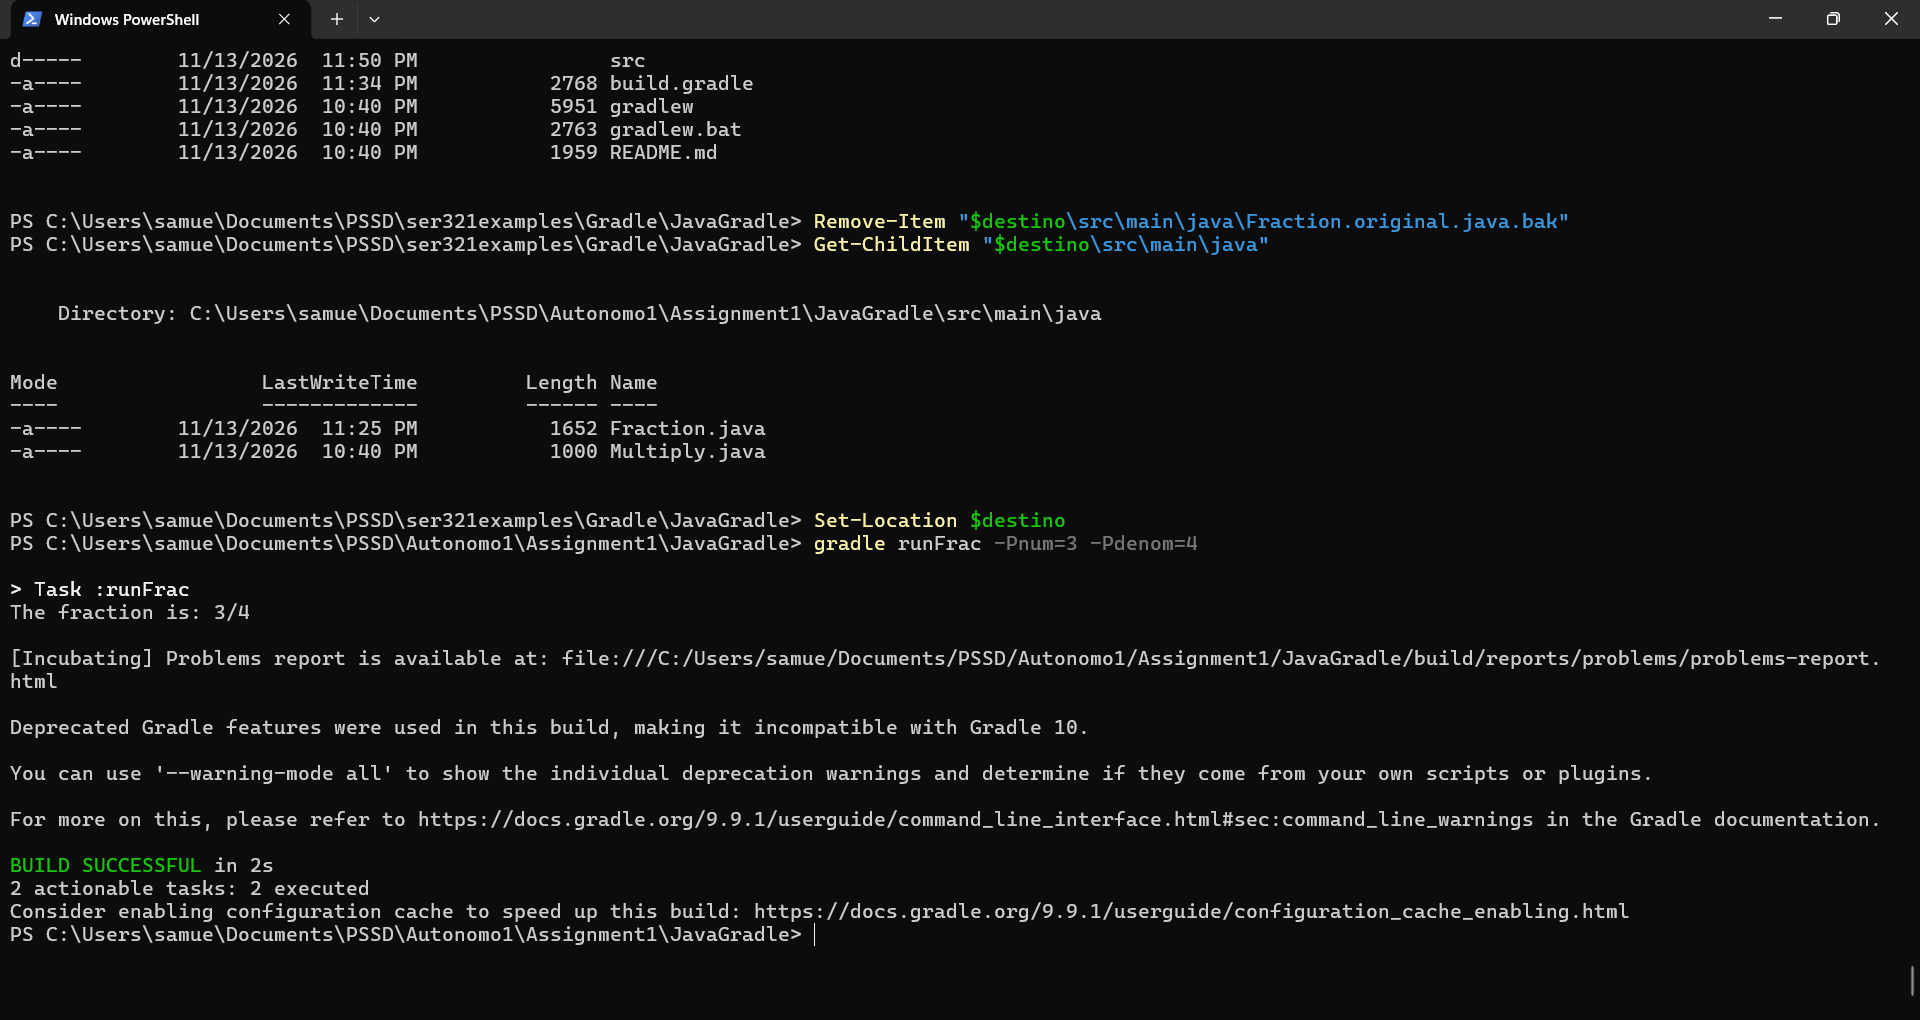 Windows PowerShell
d-----        11/13/2026  11:50 PM                src
-a----        11/13/2026  11:34 PM           2768 build.gradle
-a----        11/13/2026  10:40 PM           5951 gradlew
-a----        11/13/2026  10:40 PM           2763 gradlew.bat
-a----        11/13/2026  10:40 PM           1959 README.md
PS C:\Users\samue\Documents\PSSD\ser321examples\Gradle\JavaGradle> Remove-Item "$destino\src\main\java\Fraction.original.java.bak"
PS C:\Users\samue\Documents\PSSD\ser321examples\Gradle\JavaGradle> Get-ChildItem "$destino\src\main\java"
    Directory: C:\Users\samue\Documents\PSSD\Autonomo1\Assignment1\JavaGradle\src\main\java
Mode                 LastWriteTime         Length Name
----                 -------------         ------ ----
-a----        11/13/2026  11:25 PM           1652 Fraction.java
-a----        11/13/2026  10:40 PM           1000 Multiply.java
PS C:\Users\samue\Documents\PSSD\ser321examples\Gradle\JavaGradle> Set-Location $destino
PS C:\Users\samue\Documents\PSSD\Autonomo1\Assignment1\JavaGradle> gradle runFrac -Pnum=3 -Pdenom=4
> Task :runFrac
The fraction is: 3/4
[Incubating] Problems report is available at: file:///C:/Users/samue/Documents/PSSD/Autonomo1/Assignment1/JavaGradle/build/reports/problems/problems-report.
html
Deprecated Gradle features were used in this build, making it incompatible with Gradle 10.
You can use '--warning-mode all' to show the individual deprecation warnings and determine if they come from your own scripts or plugins.
For more on this, please refer to https://docs.gradle.org/9.9.1/userguide/command_line_interface.html#sec:command_line_warnings in the Gradle documentation.
BUILD SUCCESSFUL in 2s
2 actionable tasks: 2 executed
Consider enabling configuration cache to speed up this build: https://docs.gradle.org/9.9.1/userguide/configuration_cache_enabling.html
PS C:\Users\samue\Documents\PSSD\Autonomo1\Assignment1\JavaGradle>